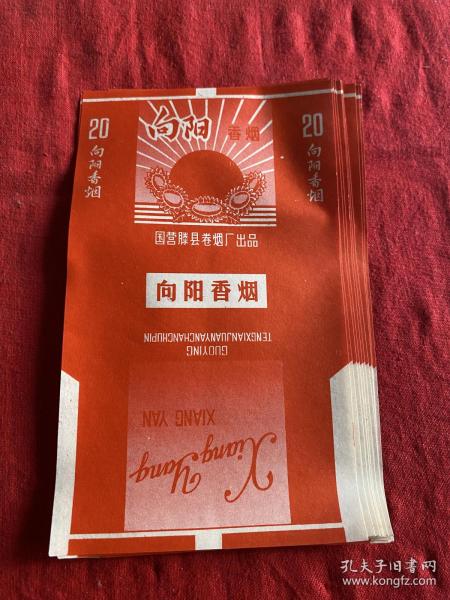 向阳 香烟
20
向阳香烟
20
向阳香烟
国营滕县卷烟厂出品
向阳香烟
GUOYING
TENGXIANJUANYANCHANGCHUPIN
XIANG YAN
Xiang Yang
孔夫子旧书网
www.kongfz.com